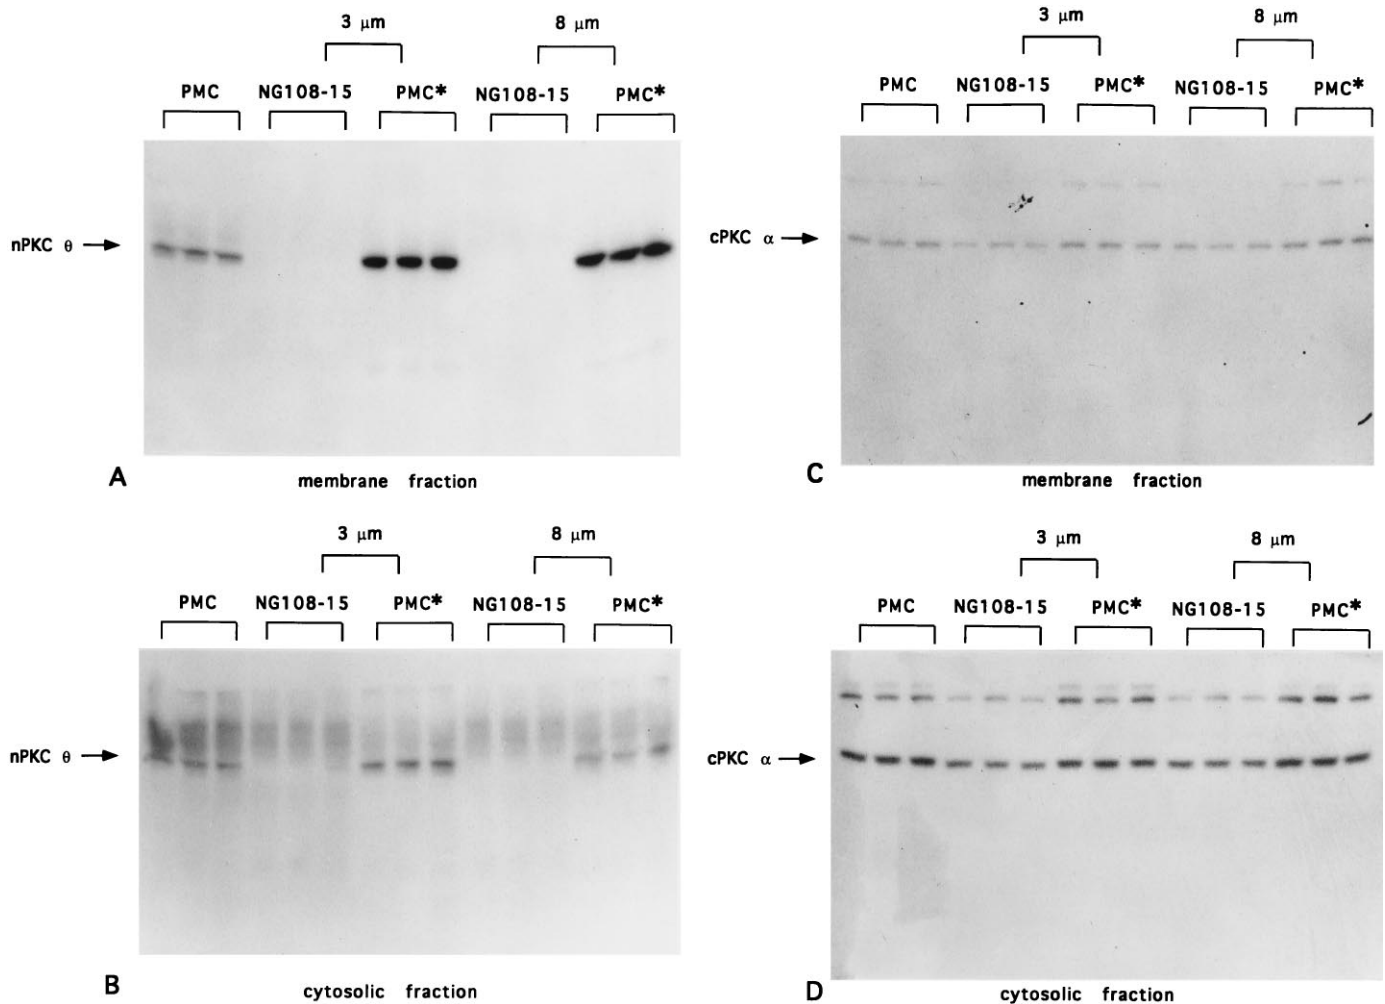 3 μm 8 μm
PMC NG108-15 PMC* NG108-15 PMC*
nPKC θ
A membrane fraction
3 μm 8 μm
PMC NG108-15 PMC* NG108-15 PMC*
nPKC θ
B cytosolic fraction
3 μm 8 μm
PMC NG108-15 PMC* NG108-15 PMC*
cPKC α
C membrane fraction
3 μm 8 μm
PMC NG108-15 PMC* NG108-15 PMC*
cPKC α
D cytosolic fraction